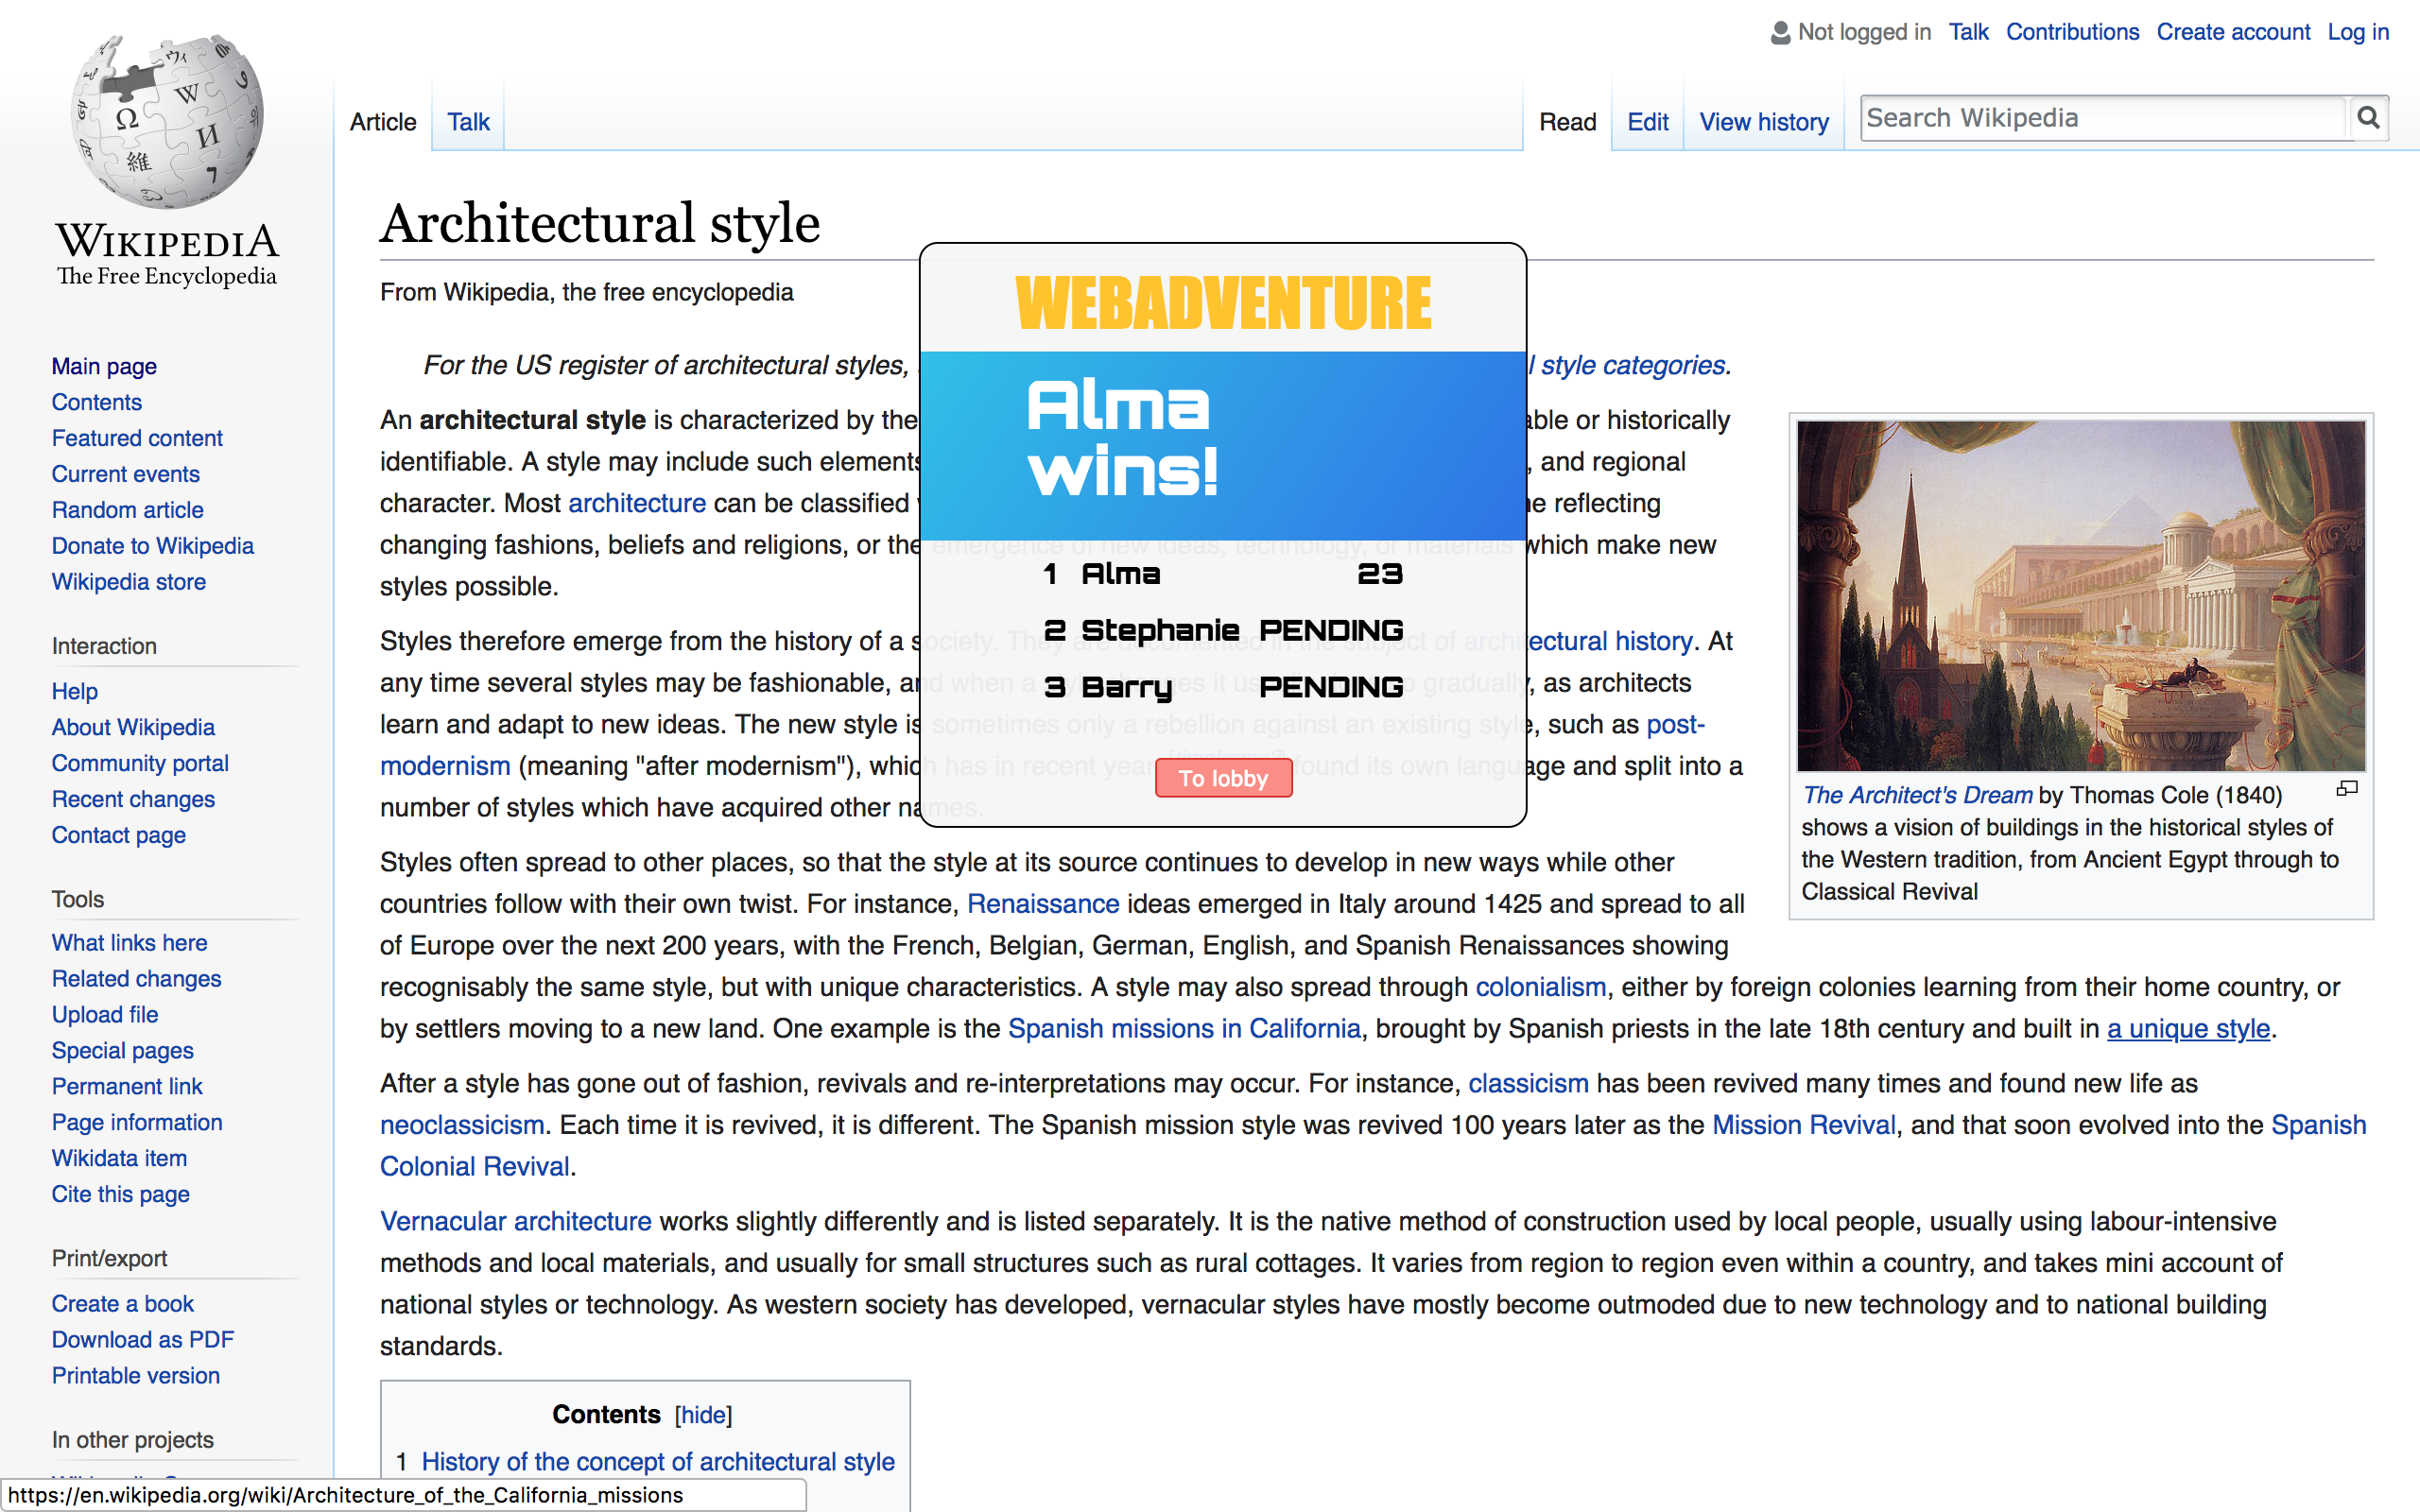 Not logged in Talk Contributions Create account Log in
Article Talk Read Edit View history Search Wikipedia
WIKIPEDIA
The Free Encyclopedia
Main page
Contents
Featured content
Current events
Random article
Donate to Wikipedia
Wikipedia store
Interaction
Help
About Wikipedia
Community portal
Recent changes
Contact page
Tools
What links here
Related changes
Upload file
Special pages
Permanent link
Page information
Wikidata item
Cite this page
Print/export
Create a book
Download as PDF
Printable version
In other projects
Architectural style
From Wikipedia, the free encyclopedia
For the US register of architectural styles, l style categories.
An architectural style is characterized by the able or historically
identifiable. A style may include such elements , and regional
character. Most architecture can be classified reflecting
changing fashions, beliefs and religions, or the emergence of new ideas, technology, or materials which make new
styles possible.
Styles therefore emerge from the history of a society. They are documented in the subject of architectural history. At
any time several styles may be fashionable, and when a it gradually, as architects
learn and adapt to new ideas. The new style is sometimes only a rebellion against an existing style, such as post-
modernism (meaning "after modernism"), which has in recent year found its own language and split into a
number of styles which have acquired other names.
Styles often spread to other places, so that the style at its source continues to develop in new ways while other
countries follow with their own twist. For instance, Renaissance ideas emerged in Italy around 1425 and spread to all
of Europe over the next 200 years, with the French, Belgian, German, English, and Spanish Renaissances showing
recognisably the same style, but with unique characteristics. A style may also spread through colonialism, either by foreign colonies learning from their home country, or
by settlers moving to a new land. One example is the Spanish missions in California, brought by Spanish priests in the late 18th century and built in a unique style.
After a style has gone out of fashion, revivals and re-interpretations may occur. For instance, classicism has been revived many times and found new life as
neoclassicism. Each time it is revived, it is different. The Spanish mission style was revived 100 years later as the Mission Revival, and that soon evolved into the Spanish
Colonial Revival.
Vernacular architecture works slightly differently and is listed separately. It is the native method of construction used by local people, usually using labour-intensive
methods and local materials, and usually for small structures such as rural cottages. It varies from region to region even within a country, and takes mini account of
national styles or technology. As western society has developed, vernacular styles have mostly become outmoded due to new technology and to national building
standards.
Contents [hide]
1 History of the concept of architectural style
WEBADVENTURE
Alma
wins!
1 Alma 23
2 Stephanie PENDING
3 Barry PENDING
To lobby
The Architect's Dream by Thomas Cole (1840)
shows a vision of buildings in the historical styles of
the Western tradition, from Ancient Egypt through to
Classical Revival
https://en.wikipedia.org/wiki/Architecture_of_the_California_missions